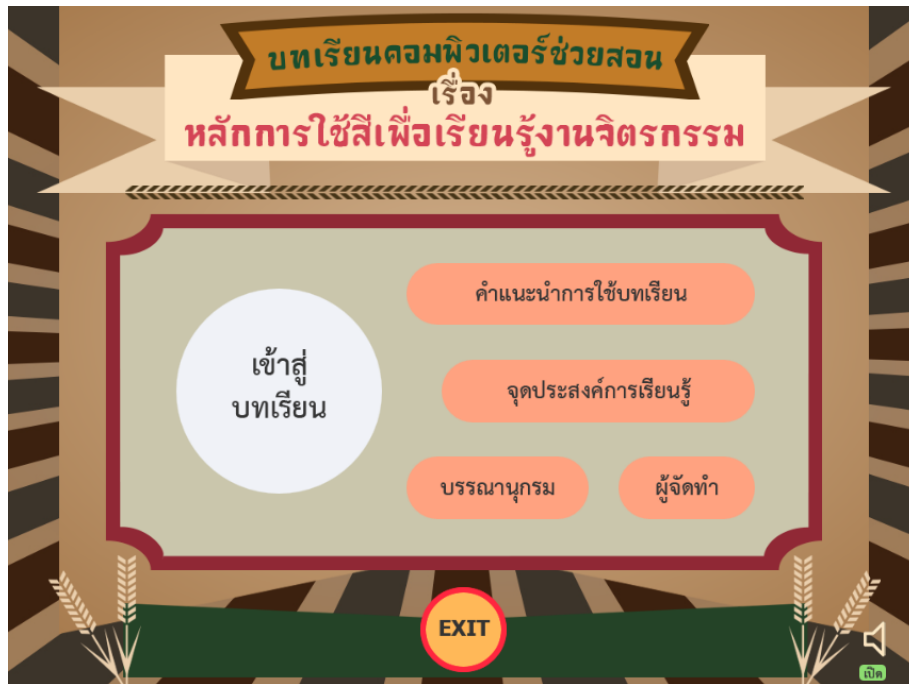 บทเรียนคอมพิวเตอร์ช่วยสอน
เรื่อง
หลักการใช้สีเพื่อเรียนรู้งานจิตรกรรม
คำแนะนำการใช้บทเรียน
เข้าสู่
บทเรียน
จุดประสงค์การเรียนรู้
บรรณานุกรม
ผู้จัดทำ
EXIT
เปิด